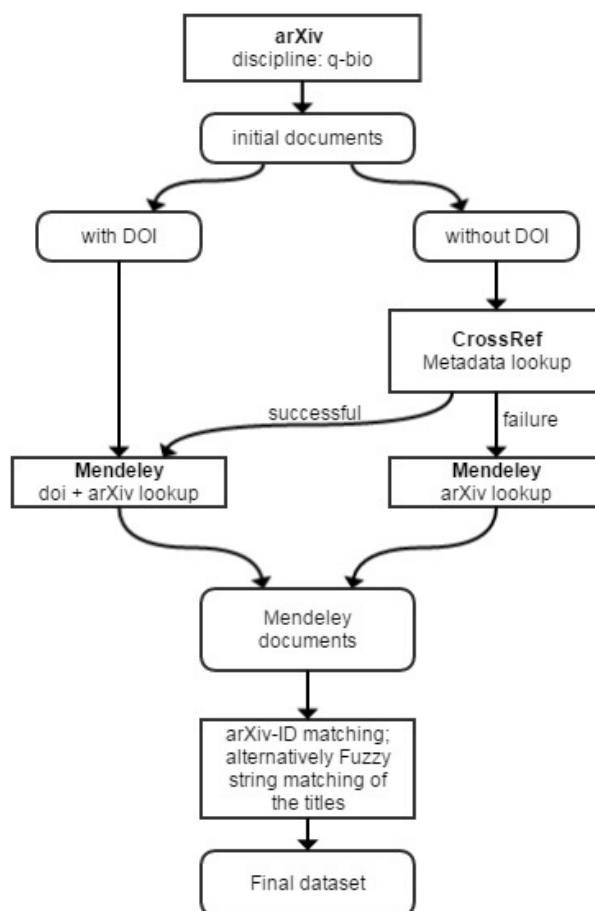 arXiv
discipline: q-bio
initial documents
with DOI
without DOI
CrossRef
Metadata lookup
successful
failure
Mendeley
doi + arXiv lookup
Mendeley
arXiv lookup
Mendeley
documents
arXiv-ID matching;
alternatively Fuzzy
string matching of
the titles
Final dataset